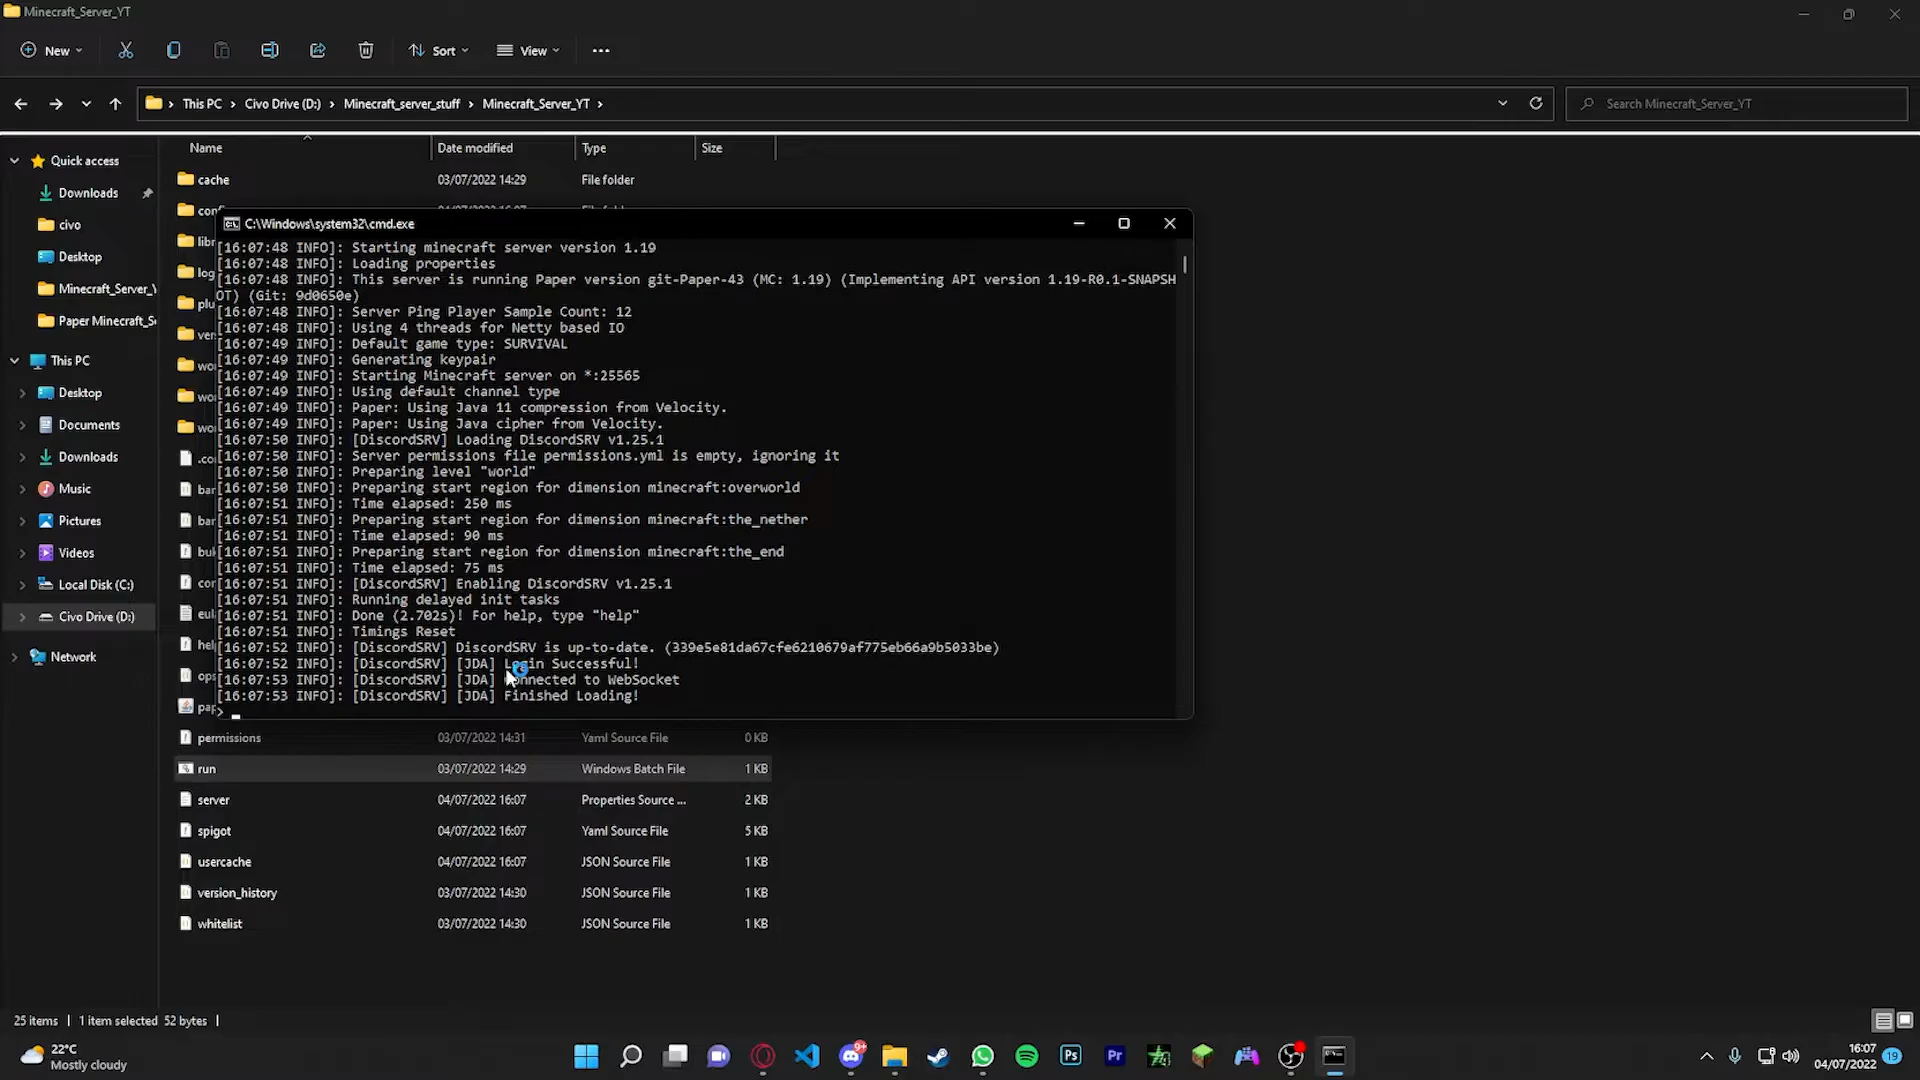 Minecraft_Server_YT
New
Sort
View
This PC
Civo Drive (D:)
Minecraft_server_stuff
Minecraft_Server_YT
Search Minecraft_Server_YT
Name
Date modified
Type
Size
Quick access
Downloads
civo
Desktop
Minecraft_Server_Y
Paper Minecraft_Se
This PC
Desktop
Documents
Downloads
Music
Pictures
Videos
Local Disk (C:)
Civo Drive (D:)
Network
cache 03/07/2022 14:29 File folder
C:\Windows\system32\cmd.exe
[16:07:48 INFO]: Starting minecraft server version 1.19
[16:07:48 INFO]: Loading properties
[16:07:48 INFO]: This server is running Paper version git-Paper-43 (MC: 1.19) (Implementing API version 1.19-R0.1-SNAPSH
OT) (Git: 9d0650e)
[16:07:48 INFO]: Server Ping Player Sample Count: 12
[16:07:48 INFO]: Using 4 threads for Netty based IO
[16:07:49 INFO]: Default game type: SURVIVAL
[16:07:49 INFO]: Generating keypair
[16:07:49 INFO]: Starting Minecraft server on *:25565
[16:07:49 INFO]: Using default channel type
[16:07:49 INFO]: Paper: Using Java 11 compression from Velocity.
[16:07:49 INFO]: Paper: Using Java cipher from Velocity.
[16:07:50 INFO]: [DiscordSRV] Loading DiscordSRV v1.25.1
[16:07:50 INFO]: Server permissions file permissions.yml is empty, ignoring it
[16:07:50 INFO]: Preparing level "world"
[16:07:50 INFO]: Preparing start region for dimension minecraft:overworld
[16:07:51 INFO]: Time elapsed: 250 ms
[16:07:51 INFO]: Preparing start region for dimension minecraft:the_nether
[16:07:51 INFO]: Time elapsed: 90 ms
[16:07:51 INFO]: Preparing start region for dimension minecraft:the_end
[16:07:51 INFO]: Time elapsed: 75 ms
[16:07:51 INFO]: [DiscordSRV] Enabling DiscordSRV v1.25.1
[16:07:51 INFO]: Running delayed init tasks
[16:07:51 INFO]: Done (2.702s)! For help, type "help"
[16:07:51 INFO]: Timings Reset
[16:07:52 INFO]: [DiscordSRV] DiscordSRV is up-to-date. (339e5e81da67cfe6210679af775eb66a9b5033be)
[16:07:52 INFO]: [DiscordSRV] [JDA] Login Successful!
[16:07:53 INFO]: [DiscordSRV] [JDA] Connected to WebSocket
[16:07:53 INFO]: [DiscordSRV] [JDA] Finished Loading!
>
permissions 03/07/2022 14:31 Yaml Source File 0 KB
run 03/07/2022 14:29 Windows Batch File 1 KB
server 04/07/2022 16:07 Properties Source ... 2 KB
spigot 04/07/2022 16:07 Yaml Source File 5 KB
usercache 04/07/2022 16:07 JSON Source File 1 KB
version_history 03/07/2022 14:30 JSON Source File 1 KB
whitelist 03/07/2022 14:30 JSON Source File 1 KB
25 items
1 item selected 52 bytes
22°C
Mostly cloudy
9+
Ps
Pr
16:07
04/07/2022
19